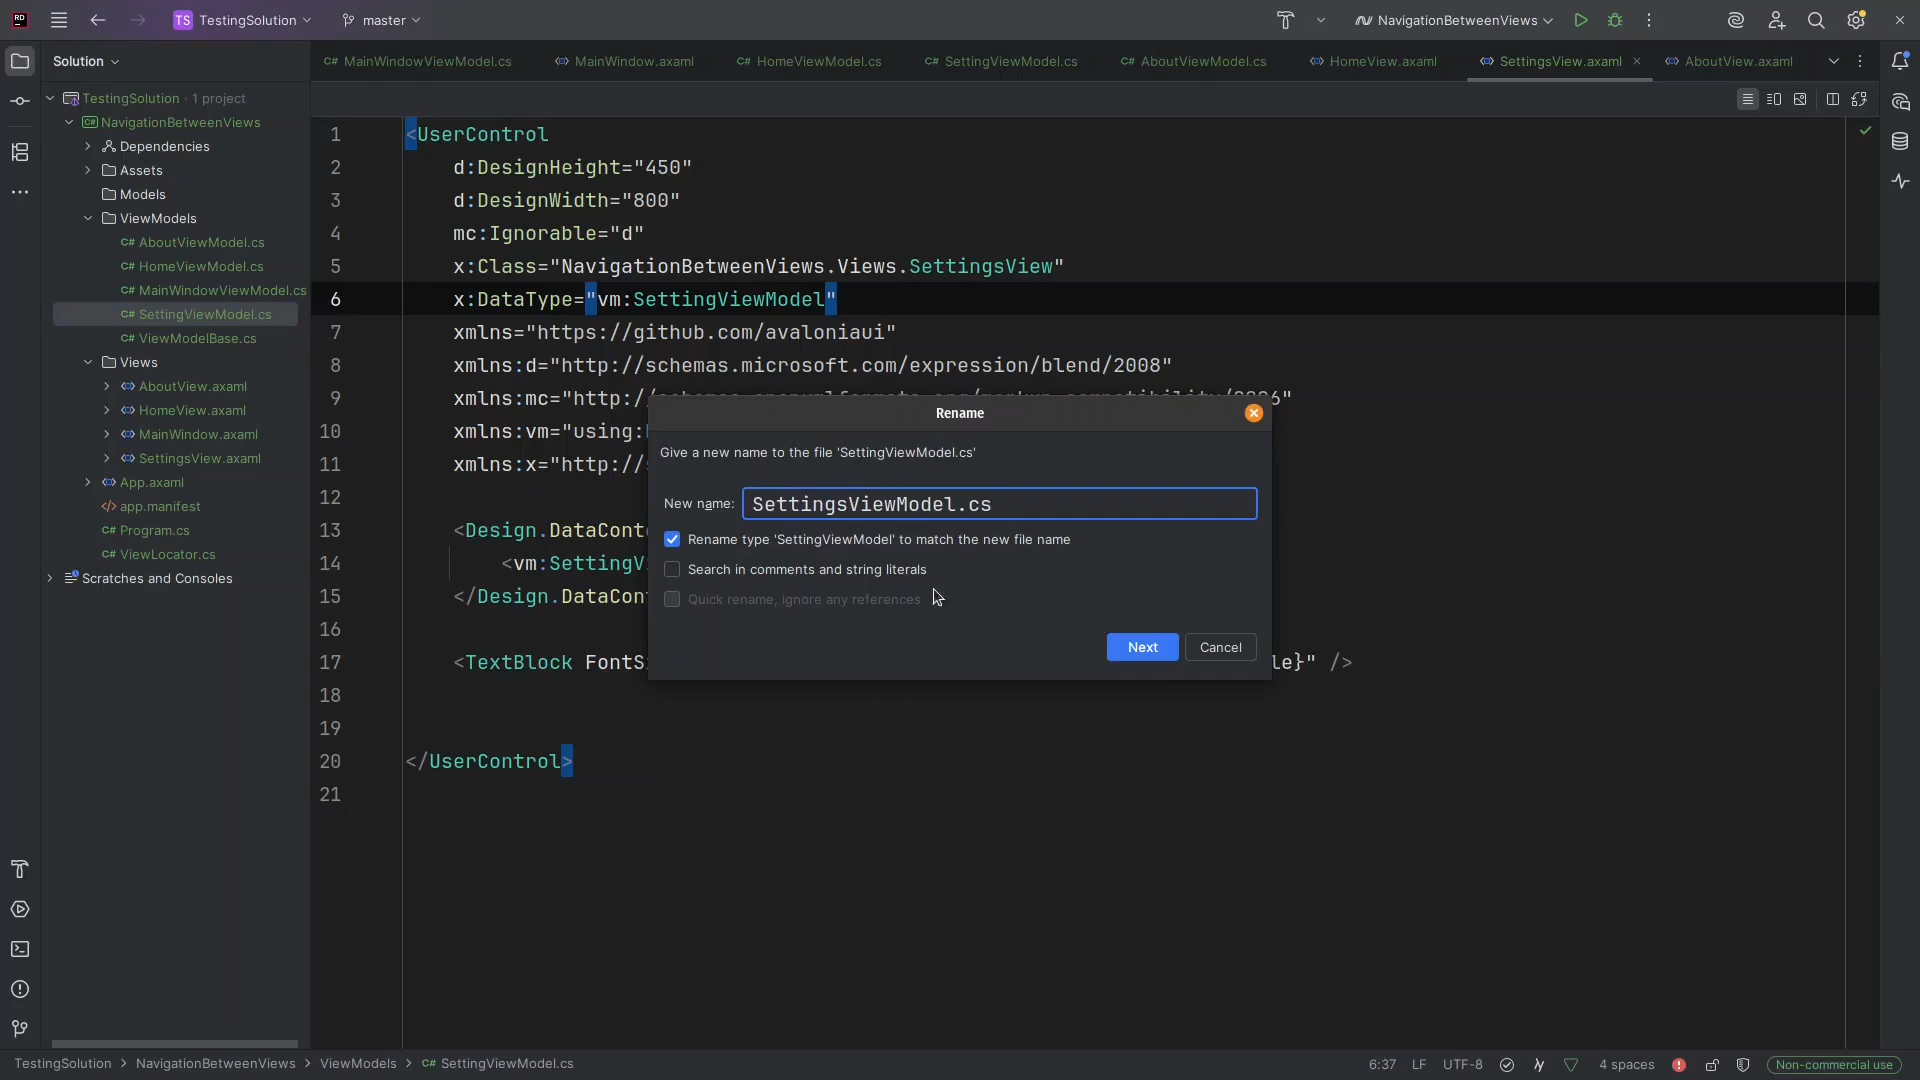 RD
TS TestingSolution
master
NavigationBetweenViews
Solution
C# MainWindowViewModel.cs
MainWindow.axaml
C# HomeViewModel.cs
C# SettingViewModel.cs
C# AboutViewModel.cs
HomeView.axaml
SettingsView.axaml
AboutView.axaml
TestingSolution · 1 project
C# NavigationBetweenViews
Dependencies
Assets
Models
ViewModels
C# AboutViewModel.cs
C# HomeViewModel.cs
C# MainWindowViewModel.cs
C# SettingViewModel.cs
C# ViewModelBase.cs
Views
AboutView.axaml
HomeView.axaml
MainWindow.axaml
SettingsView.axaml
App.axaml
app.manifest
C# Program.cs
C# ViewLocator.cs
Scratches and Consoles
1 <UserControl
2 d:DesignHeight="450"
3 d:DesignWidth="800"
4 mc:Ignorable="d"
5 x:Class="NavigationBetweenViews.Views.SettingsView"
6 x:DataType="vm:SettingViewModel"
7 xmlns="https://github.com/avaloniaui"
8 xmlns:d="http://schemas.microsoft.com/expression/blend/2008"
9 xmlns:mc="http://
10 xmlns:vm="using:
11 xmlns:x="http://
12
13 <Design.DataCont
14 <vm:SettingV
15 </Design.DataCon
16
17 <TextBlock FontS le}" />
18
19
20 </UserControl>
21
Rename
Give a new name to the file 'SettingViewModel.cs'
New name: SettingsViewModel.cs
Rename type 'SettingViewModel' to match the new file name
Search in comments and string literals
Quick rename, ignore any references
Next
Cancel
TestingSolution > NavigationBetweenViews > ViewModels > C# SettingViewModel.cs
6:37 LF UTF-8 4 spaces Non-commercial use